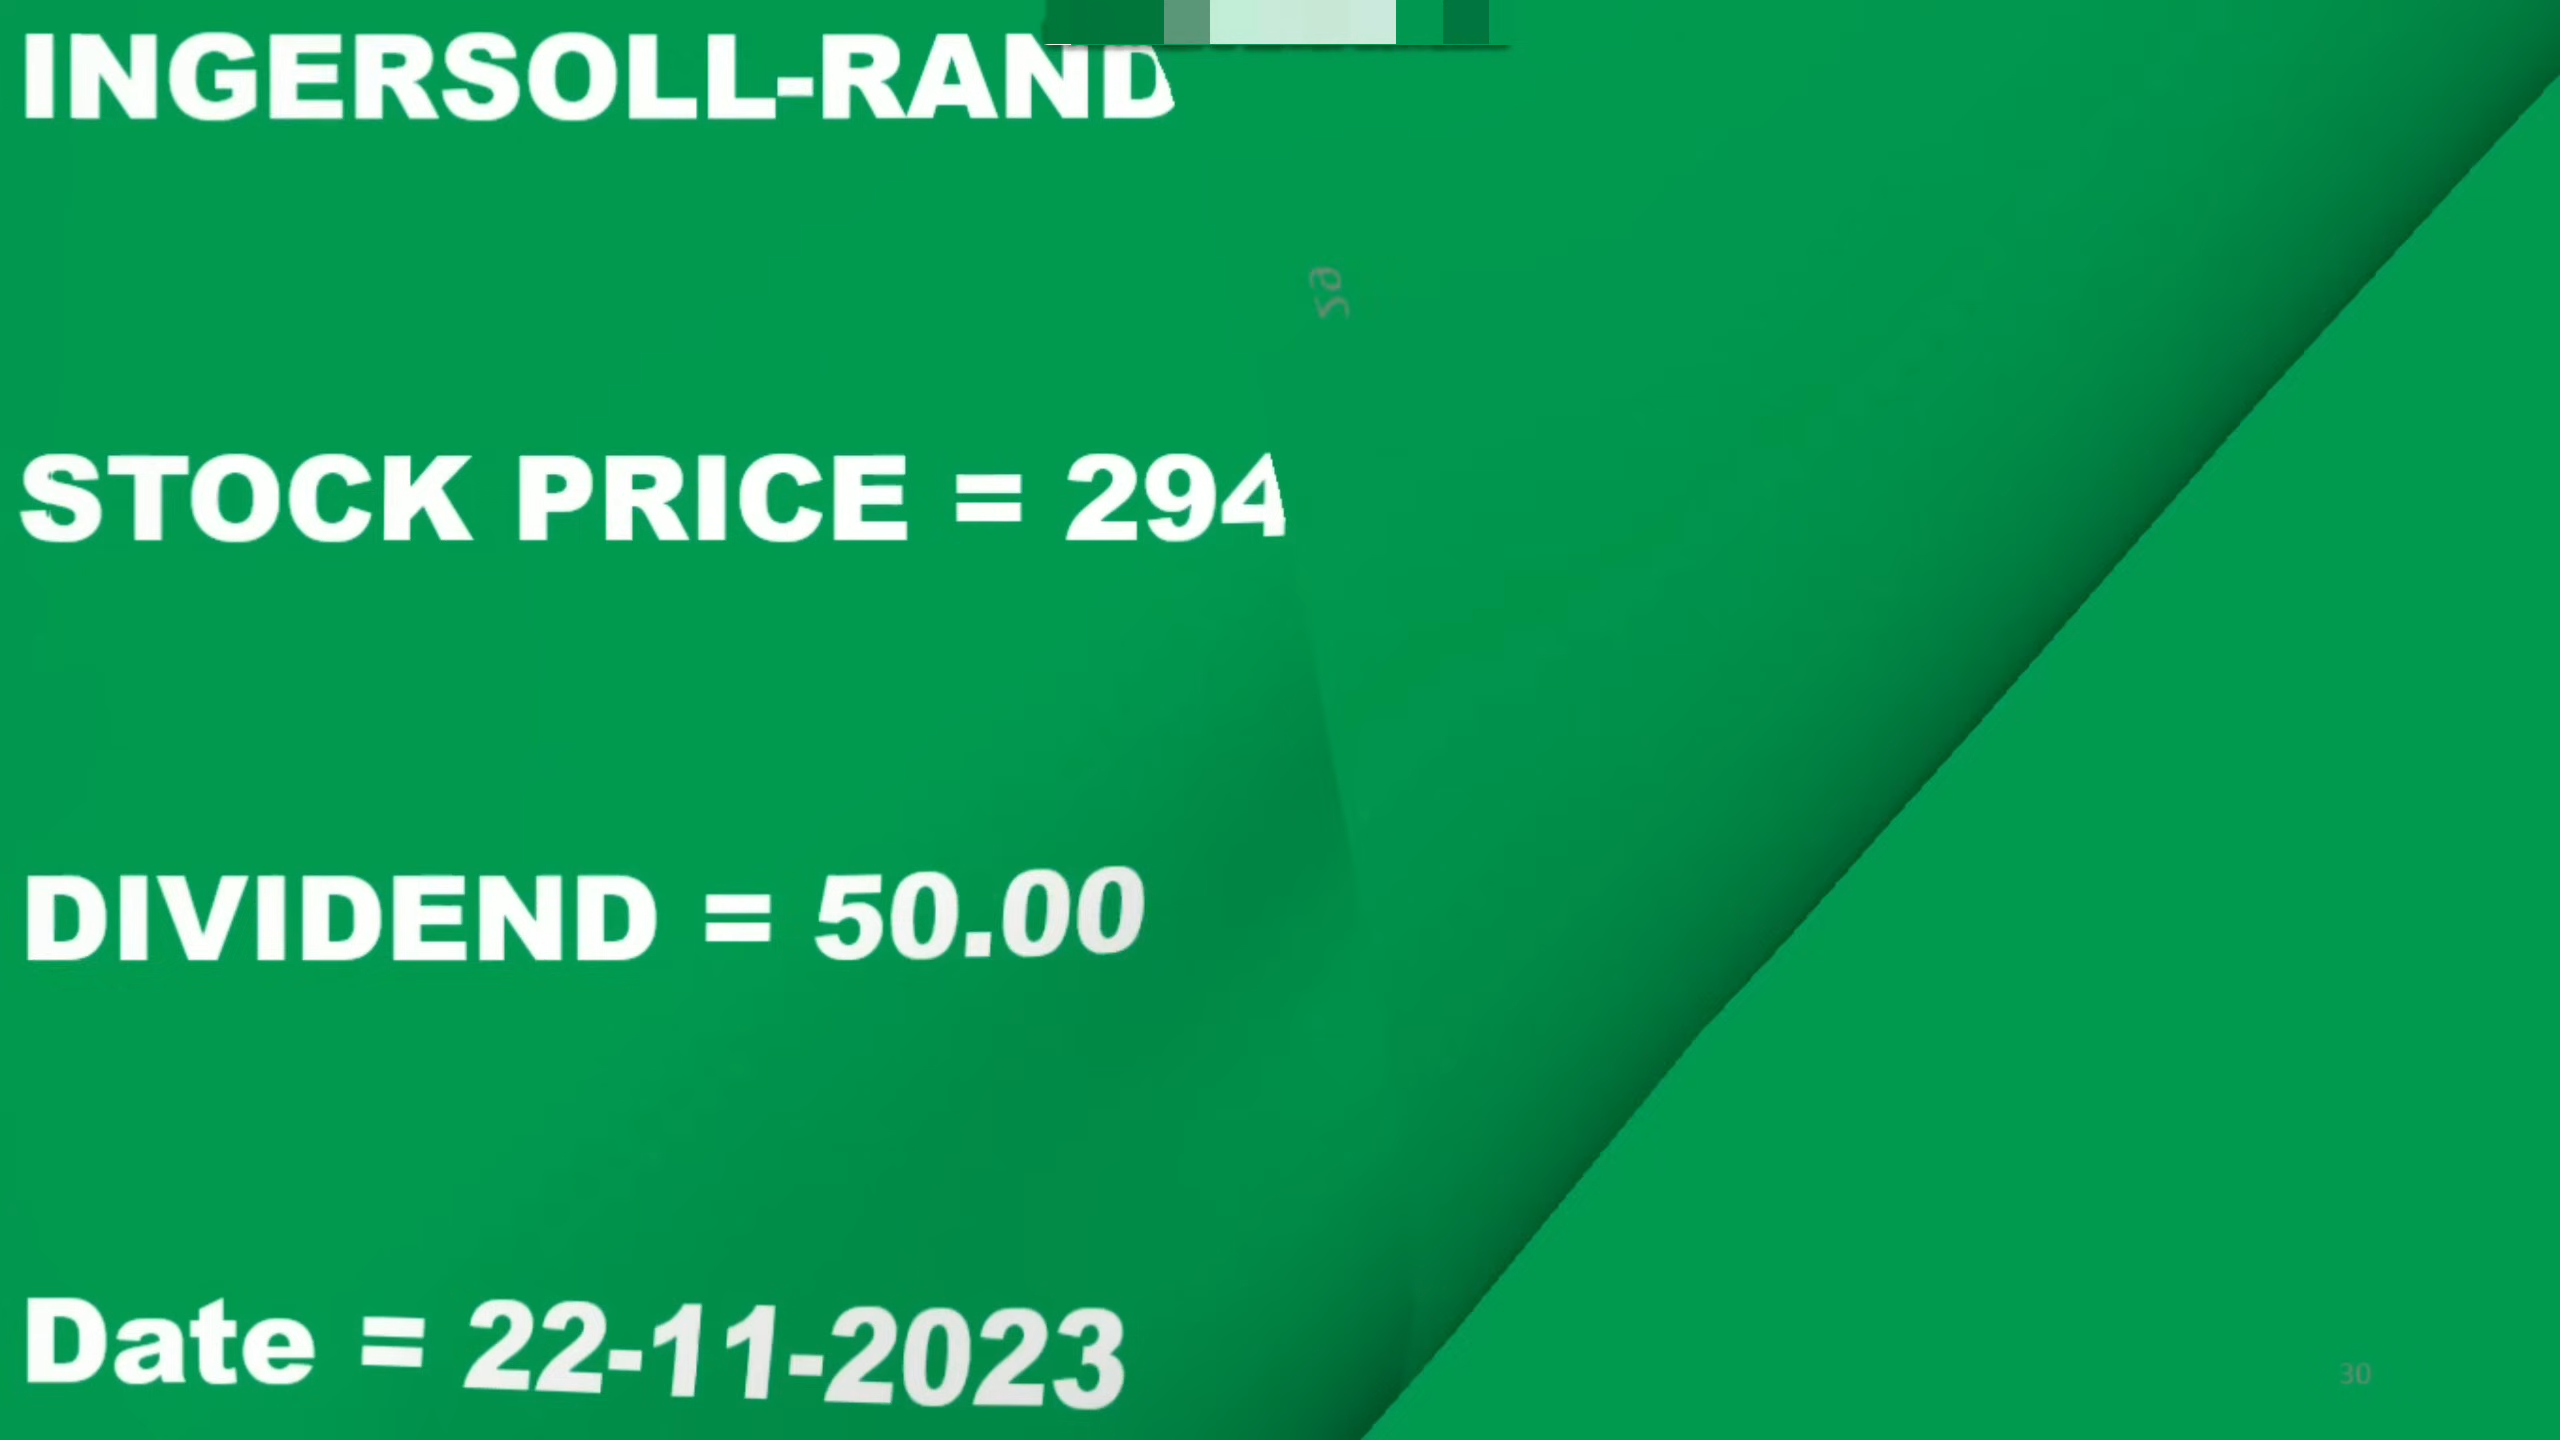 INGERSOLL-RAND
STOCK PRICE = 294
DIVIDEND = 50.00
Date = 22-11-2023
30